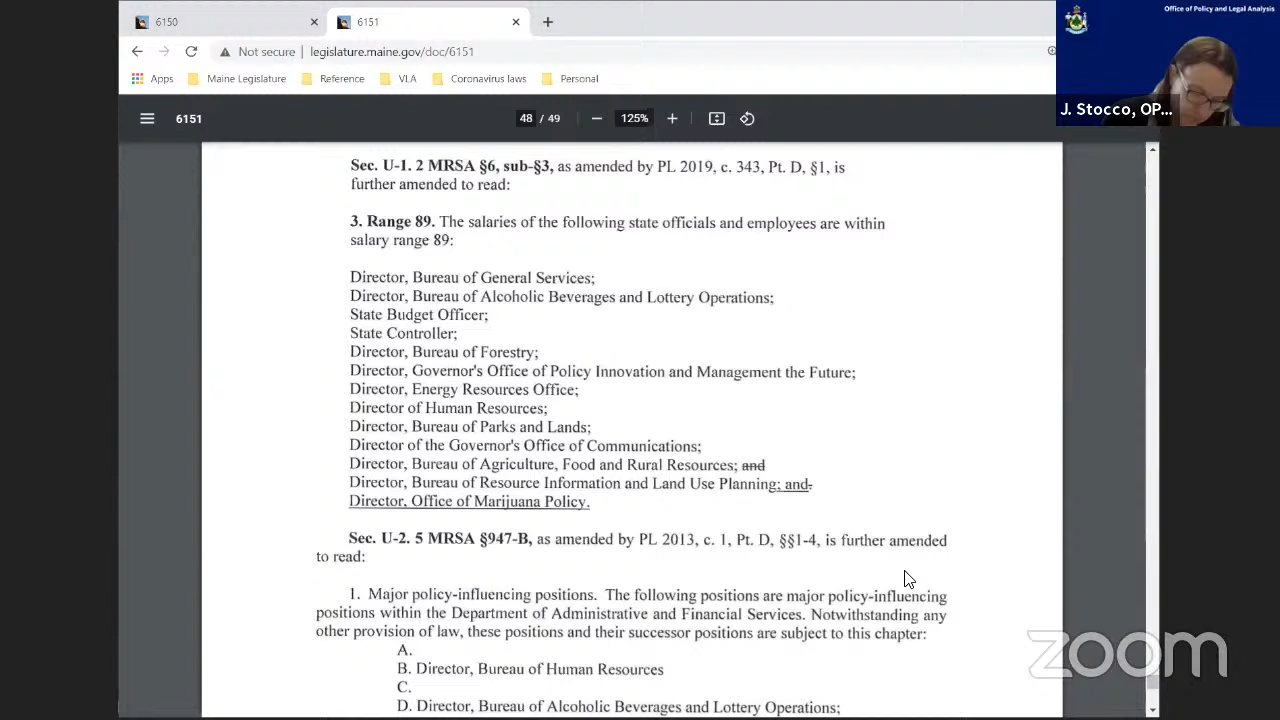 6150
6151
Office of Policy and Legal Analysis
Not secure | legislature.maine.gov/doc/6151
Apps Maine Legislature Reference VLA Coronavirus laws Personal
J. Stocco, OP...
6151
48 / 49
125%
Sec. U-1. 2 MRSA §6, sub-§3, as amended by PL 2019, c. 343, Pt. D, §1, is
further amended to read:
3. Range 89. The salaries of the following state officials and employees are within
salary range 89:
Director, Bureau of General Services;
Director, Bureau of Alcoholic Beverages and Lottery Operations;
State Budget Officer;
State Controller;
Director, Bureau of Forestry;
Director, Governor's Office of Policy Innovation and Management the Future;
Director, Energy Resources Office;
Director of Human Resources;
Director, Bureau of Parks and Lands;
Director of the Governor's Office of Communications;
Director, Bureau of Agriculture, Food and Rural Resources; and
Director, Bureau of Resource Information and Land Use Planning; and.
Director, Office of Marijuana Policy.
Sec. U-2. 5 MRSA §947-B, as amended by PL 2013, c. 1, Pt. D, §§1-4, is further amended
to read:
1. Major policy-influencing positions. The following positions are major policy-influencing
positions within the Department of Administrative and Financial Services. Notwithstanding any
other provision of law, these positions and their successor positions are subject to this chapter:
A.
B. Director, Bureau of Human Resources
C.
D. Director, Bureau of Alcoholic Beverages and Lottery Operations;
zoom